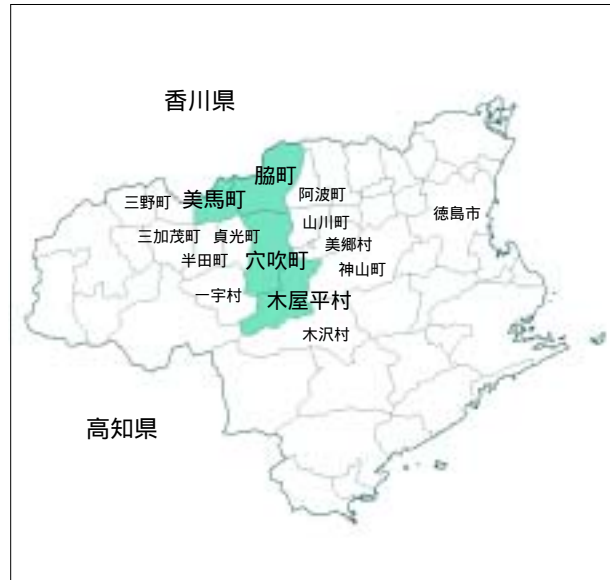 香川県
脇町
三野町
美馬町
阿波町
徳島市
山川町
三加茂町
貞光町
美郷村
半田町
穴吹町
神山町
一宇村
木屋平村
木沢村
高知県